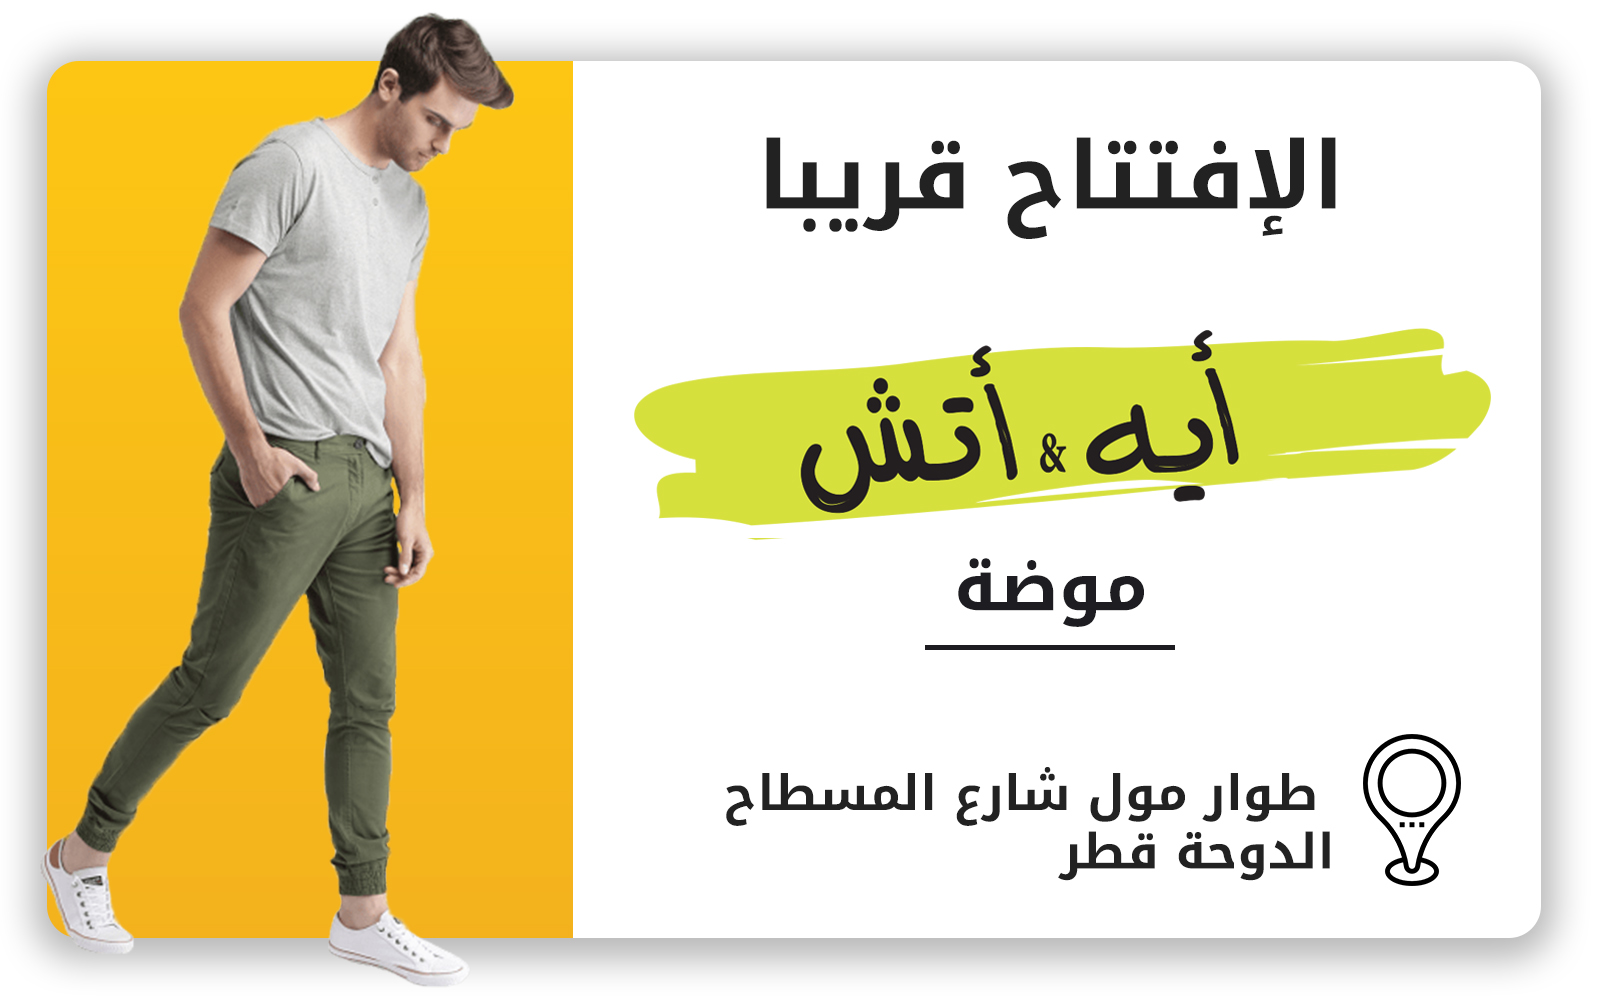 الإفتتاح قريبا
أيه & أتش
موضة
طوار مول شارع المسطاح
الدوحة قطر